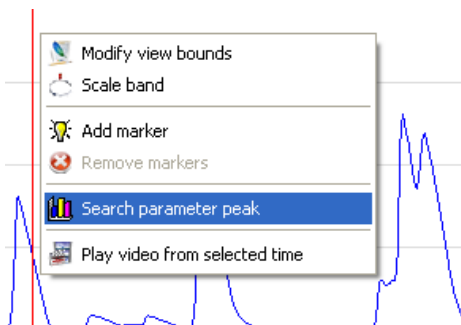 Modify view bounds
Scale band
Add marker
Remove markers
Search parameter peak
Play video from selected time